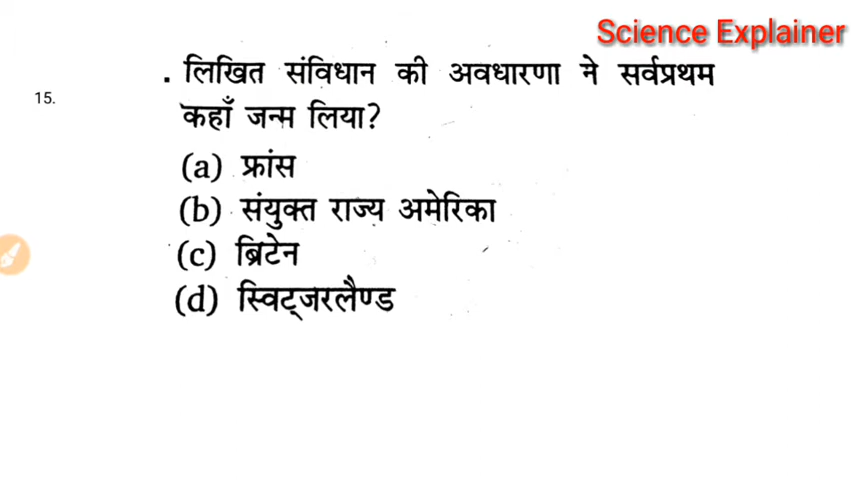 Science Explainer
15. . लिखित संविधान की अवधारणा ने सर्वप्रथम
कहाँ जन्म लिया?
(a) फ्रांस
(b) संयुक्त राज्य अमेरिका
(c) ब्रिटेन
(d) स्विट्जरलैण्ड